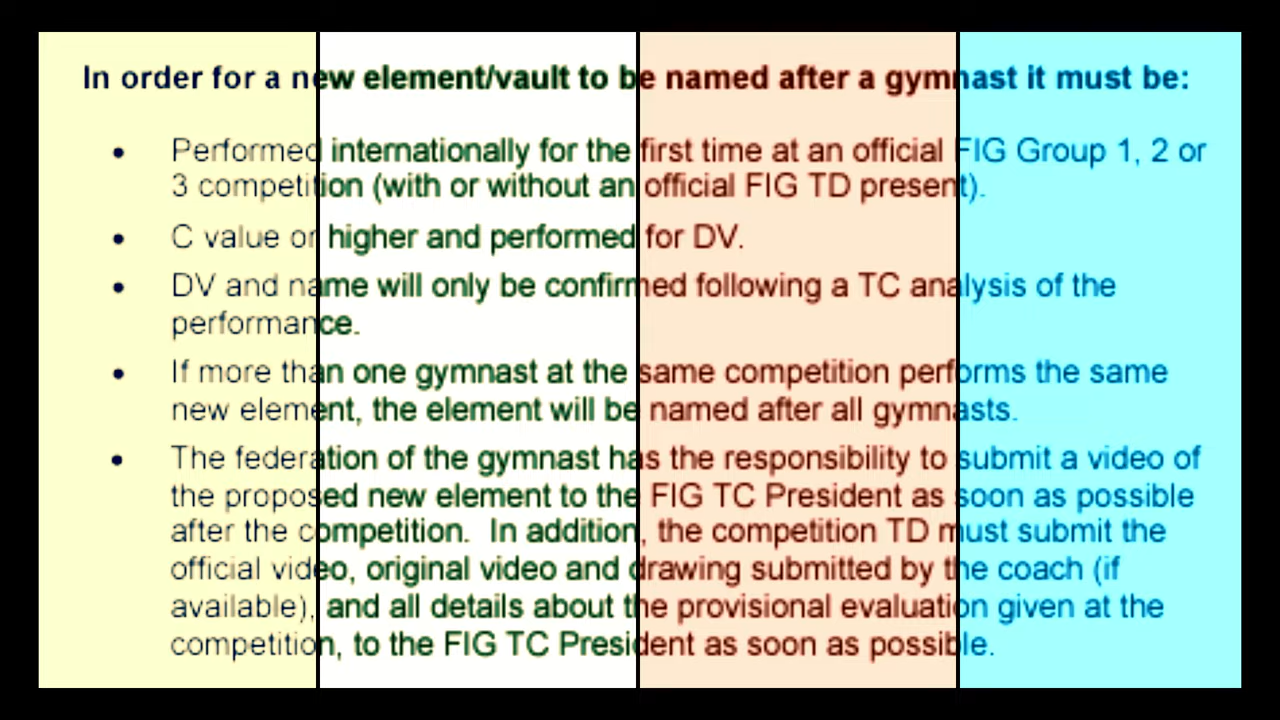 In order for a new element/vault to be named after a gymnast it must be:
• Performed internationally for the first time at an official FIG Group 1, 2 or
3 competition (with or without an official FIG TD present).
• C value or higher and performed for DV.
• DV and name will only be confirmed following a TC analysis of the
performance.
• If more than one gymnast at the same competition performs the same
new element, the element will be named after all gymnasts.
• The federation of the gymnast has the responsibility to submit a video of
the proposed new element to the FIG TC President as soon as possible
after the competition.  In addition, the competition TD must submit the
official video, original video and drawing submitted by the coach (if
available), and all details about the provisional evaluation given at the
competition, to the FIG TC President as soon as possible.